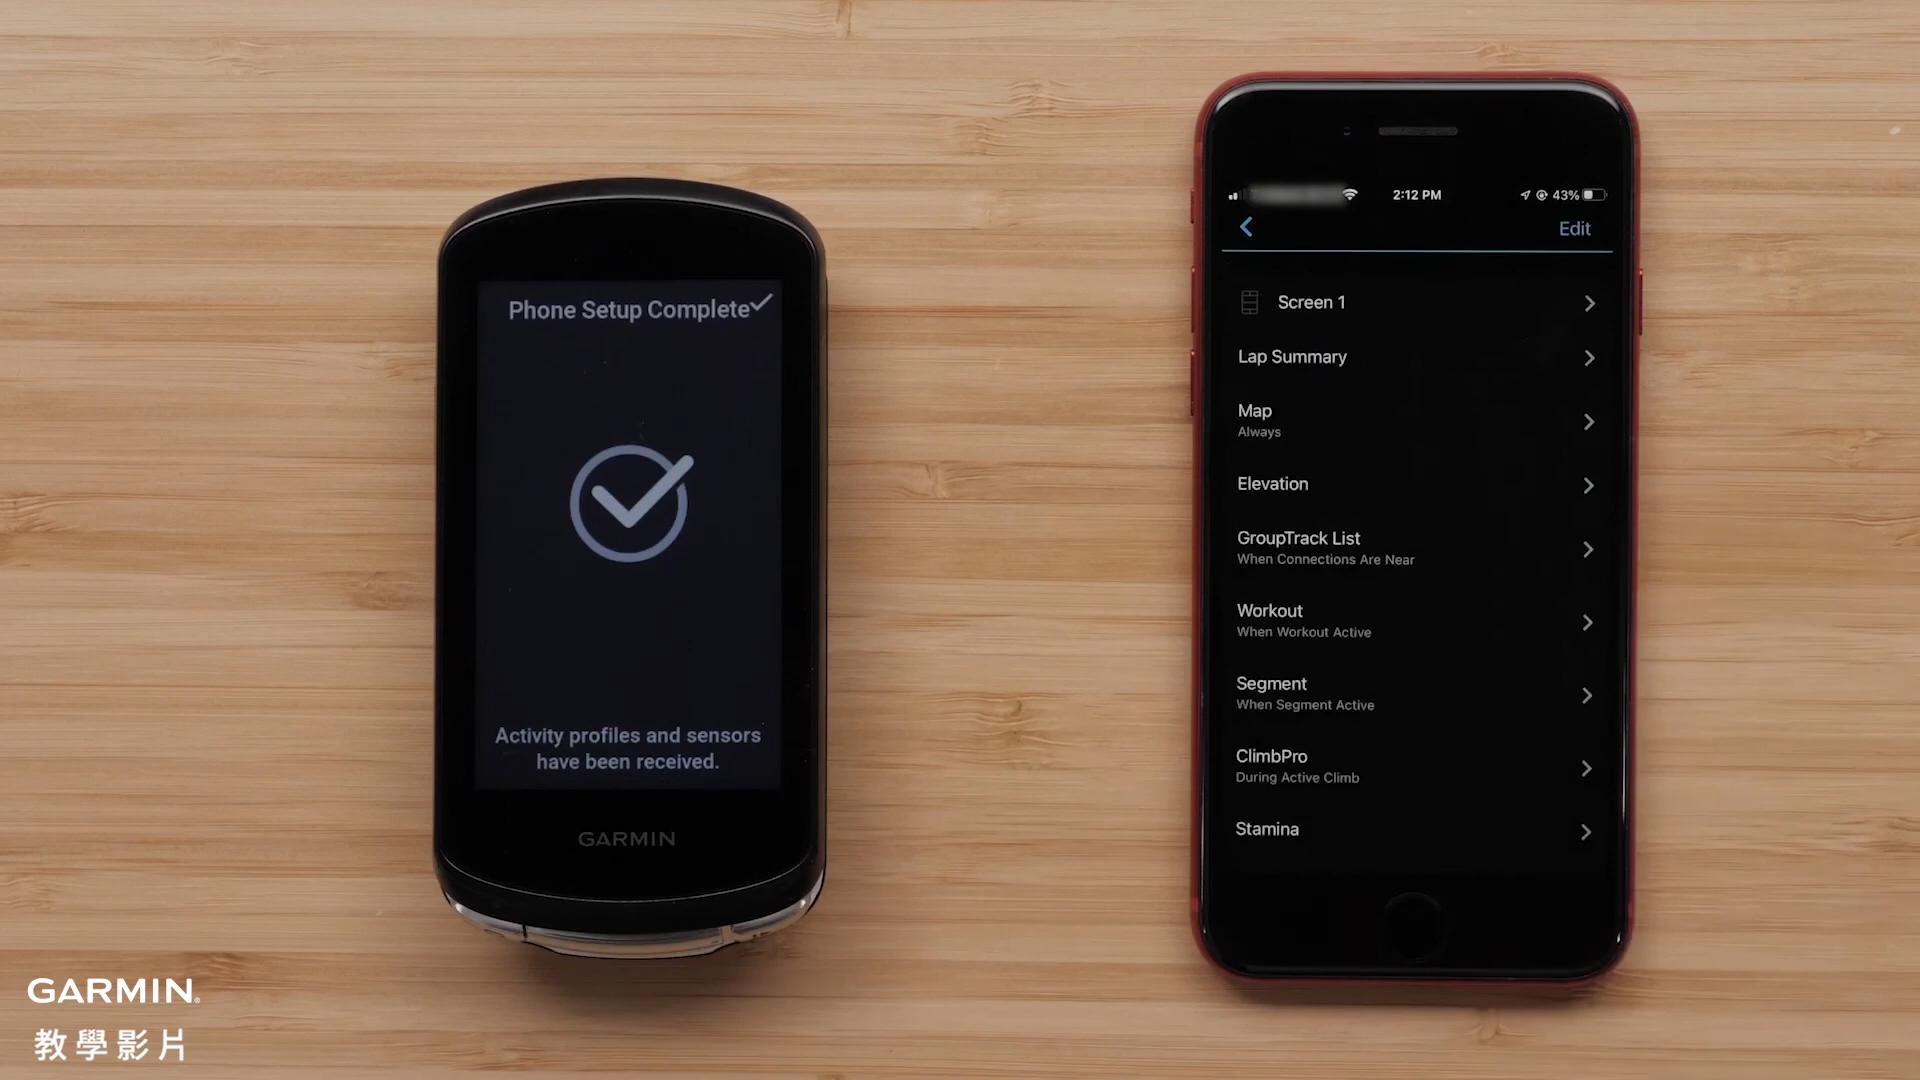 Phone Setup Complete
Activity profiles and sensors
have been received.
GARMIN
2:12 PM
43%
Edit
Screen 1
Lap Summary
Map
Always
Elevation
GroupTrack List
When Connections Are Near
Workout
When Workout Active
Segment
When Segment Active
ClimbPro
During Active Climb
Stamina
GARMIN
教學影片